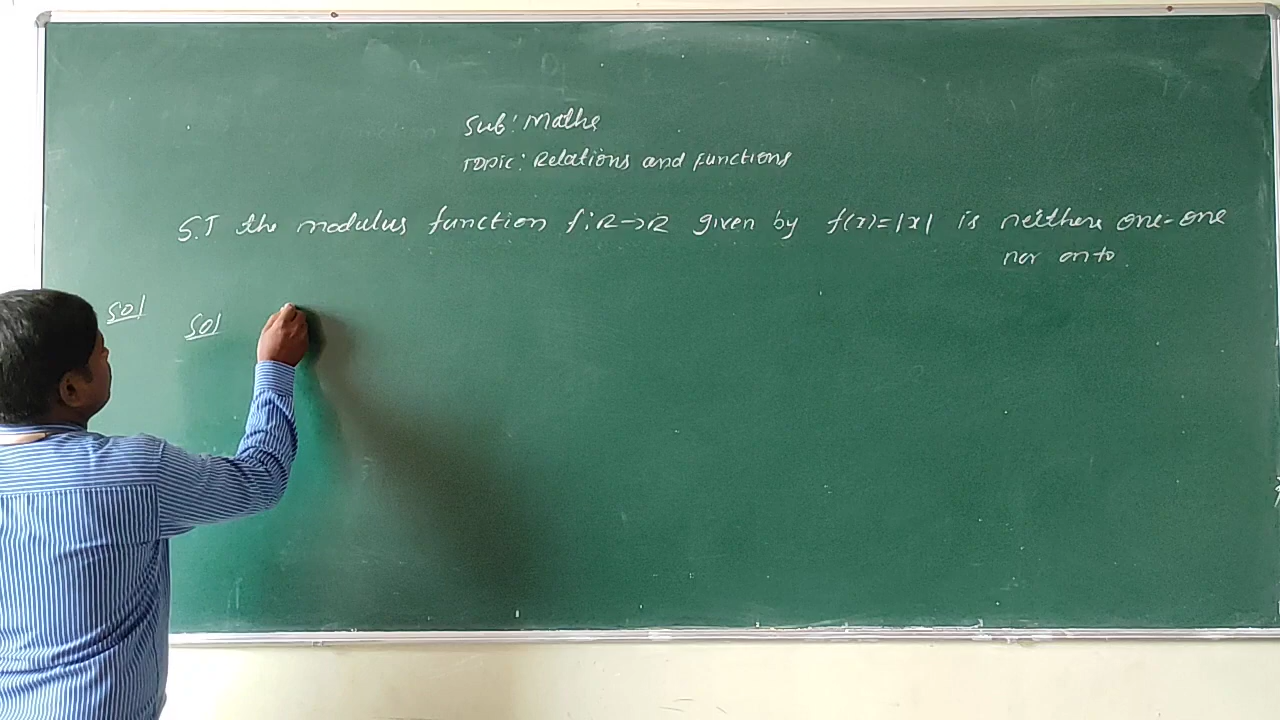 Sub: Maths
Topic: Relations and functions
S.T the modulus function f:R→R given by f(x)=|x| is neither one-one
nor onto.
Sol
Sol